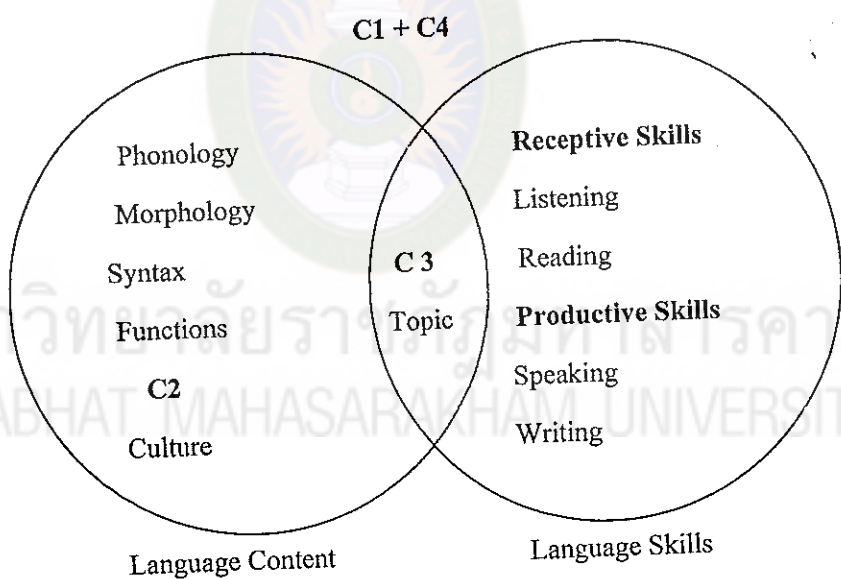 C1 + C4
Phonology
Morphology
Syntax
Functions
C2
Culture
C 3
Topic
Receptive Skills
Listening
Reading
Productive Skills
Speaking
Writing
Language Content
Language Skills
MAHASARAKHAM